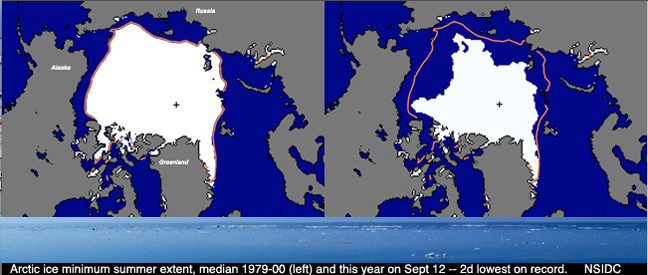 Russia
Alaska
Greenland
Arctic ice minimum summer extent, median 1979-00 (left) and this year on Sept 12 -- 2d lowest on record. NSIDC